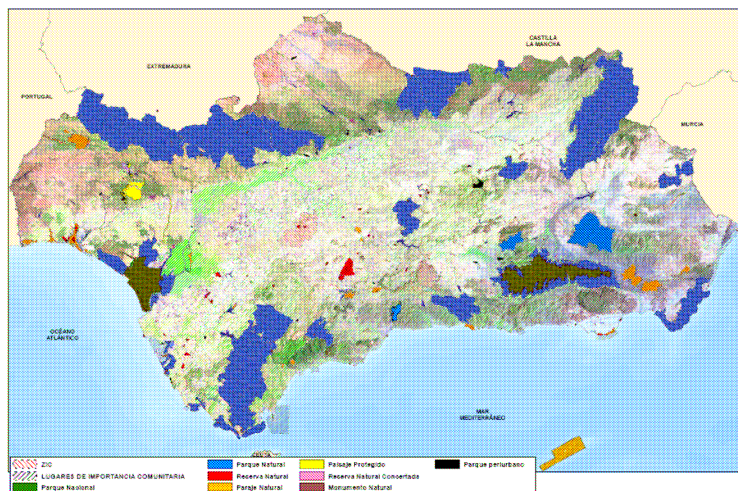 CASTILLA
LA MANCHA
EXTREMADURA
PORTUGAL
MURCIA
OCÉANO
ATLÁNTICO
MAR
MEDITERRÁNEO
CEUTA
ZIC
LUGARES DE IMPORTANCIA COMUNITARIA
Parque Nacional
Parque Natural
Reserva Natural
Paraje Natural
Paisaje Protegido
Reserva Natural Concertada
Monumento Natural
Parque periurbano